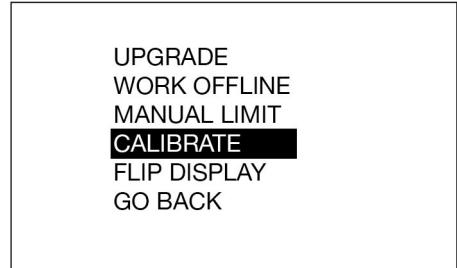 UPGRADE
WORK OFFLINE
MANUAL LIMIT
CALIBRATE
FLIP DISPLAY
GO BACK